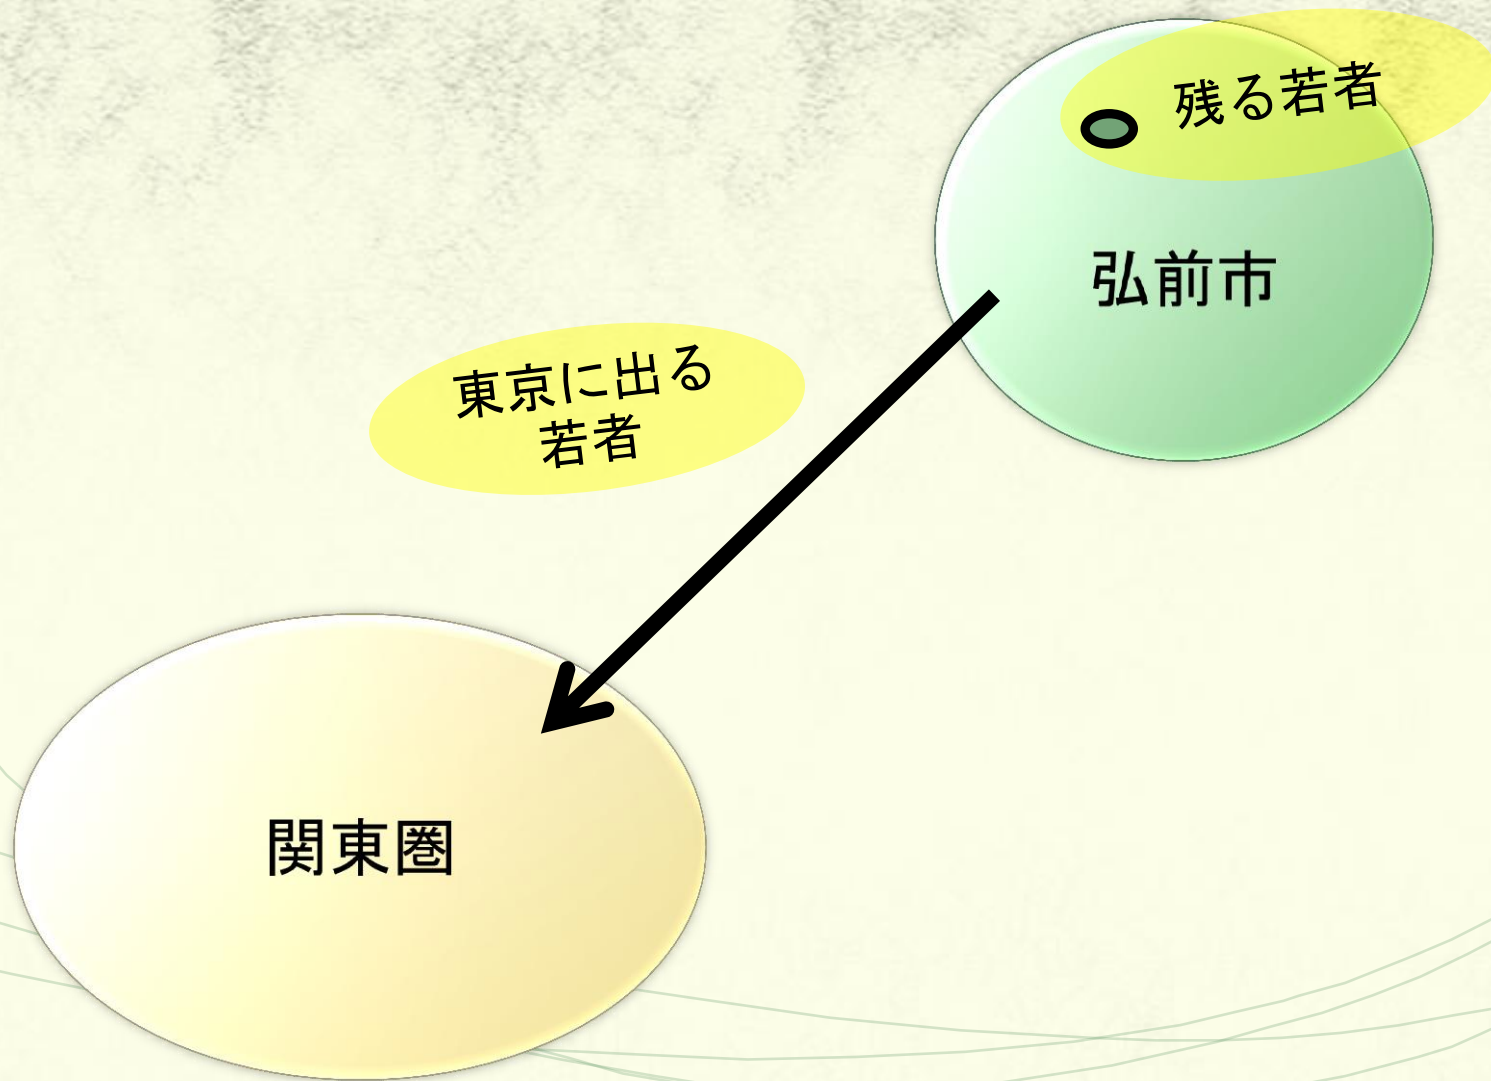 残る若者
弘前市
東京に出る
若者
関東圏